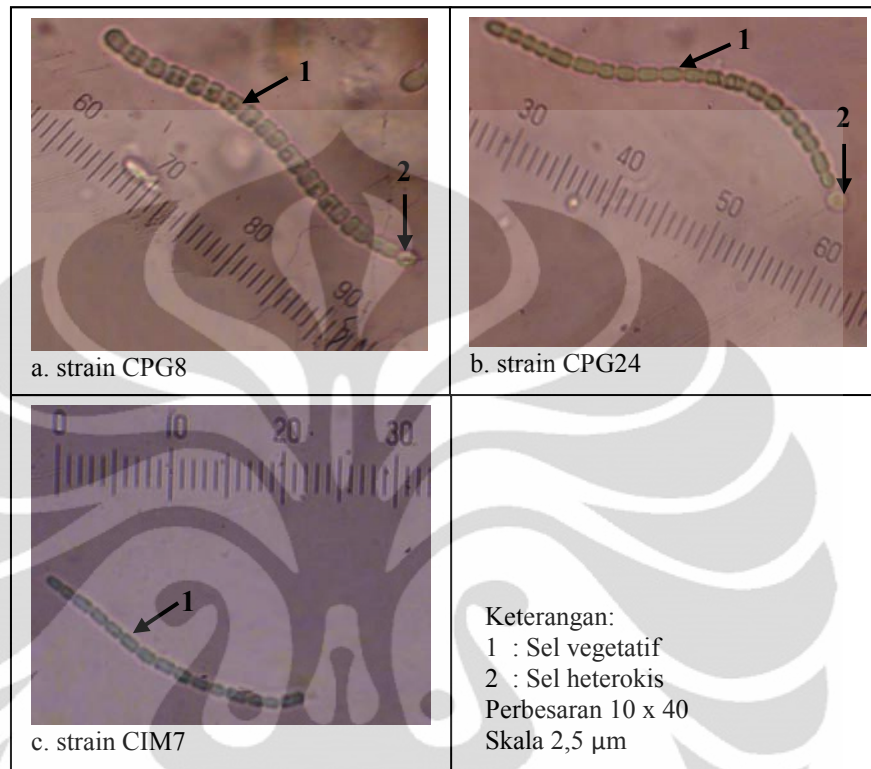 1
2
60
70
80
90
a. strain CPG8
1
2
30
40
50
60
b. strain CPG24
0
10
20
30
1
c. strain CIM7
Keterangan:
1 : Sel vegetatif
2 : Sel heterokis
Perbesaran 10 x 40
Skala 2,5 µm